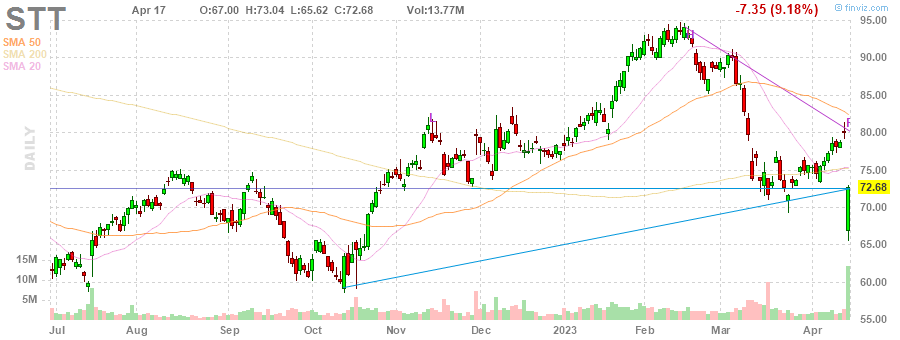 STT
Apr 17 O:67.00 H:73.04 L:65.62 C:72.68 Vol:13.77M -7.35 (9.18%)
© finviz.com
SMA 50
SMA 200
SMA 20
DAILY
95.00
90.00
85.00
80.00
75.00
72.68
70.00
65.00
60.00
55.00
15M
10M
5M
Jul Aug Sep Oct Nov Dec 2023 Feb Mar Apr